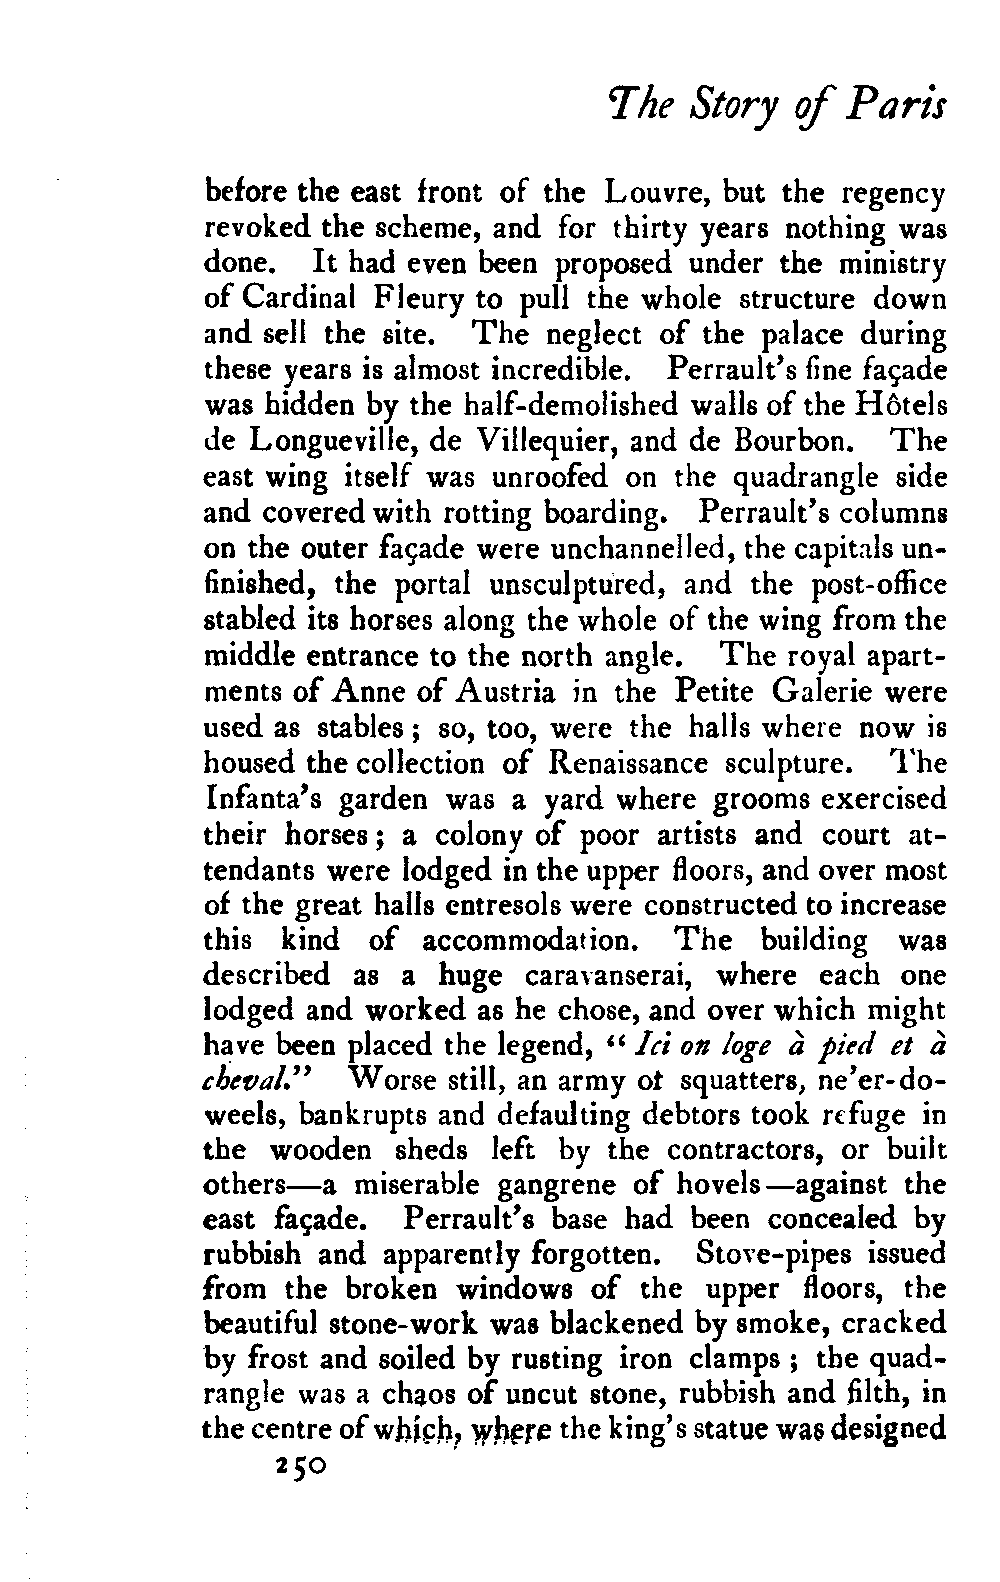 The Story of Paris
before the east front of the Louvre, but the regency
revoked the scheme, and for thirty years nothing was
done. It had even been proposed under the ministry
of Cardinal Fleury to pull the whole structure down
and sell the site. The neglect of the palace during
these years is almost incredible. Perrault's fine façade
was hidden by the half-demolished walls of the Hôtels
de Longueville, de Villequier, and de Bourbon. The
east wing itself was unroofed on the quadrangle side
and covered with rotting boarding. Perrault's columns
on the outer façade were unchannelled, the capitals un-
finished, the portal unsculptured, and the post-office
stabled its horses along the whole of the wing from the
middle entrance to the north angle. The royal apart-
ments of Anne of Austria in the Petite Galerie were
used as stables; so, too, were the halls where now is
housed the collection of Renaissance sculpture. The
Infanta's garden was a yard where grooms exercised
their horses; a colony of poor artists and court at-
tendants were lodged in the upper floors, and over most
of the great halls entresols were constructed to increase
this kind of accommodation. The building was
described as a huge caravanserai, where each one
lodged and worked as he chose, and over which might
have been placed the legend, "Ici on loge à pied et à
cheval." Worse still, an army of squatters, ne'er-do-
weels, bankrupts and defaulting debtors took refuge in
the wooden sheds left by the contractors, or built
others—a miserable gangrene of hovels—against the
east façade. Perrault's base had been concealed by
rubbish and apparently forgotten. Stove-pipes issued
from the broken windows of the upper floors, the
beautiful stone-work was blackened by smoke, cracked
by frost and soiled by rusting iron clamps; the quad-
rangle was a chaos of uncut stone, rubbish and filth, in
the centre of which, where the king's statue was designed
250